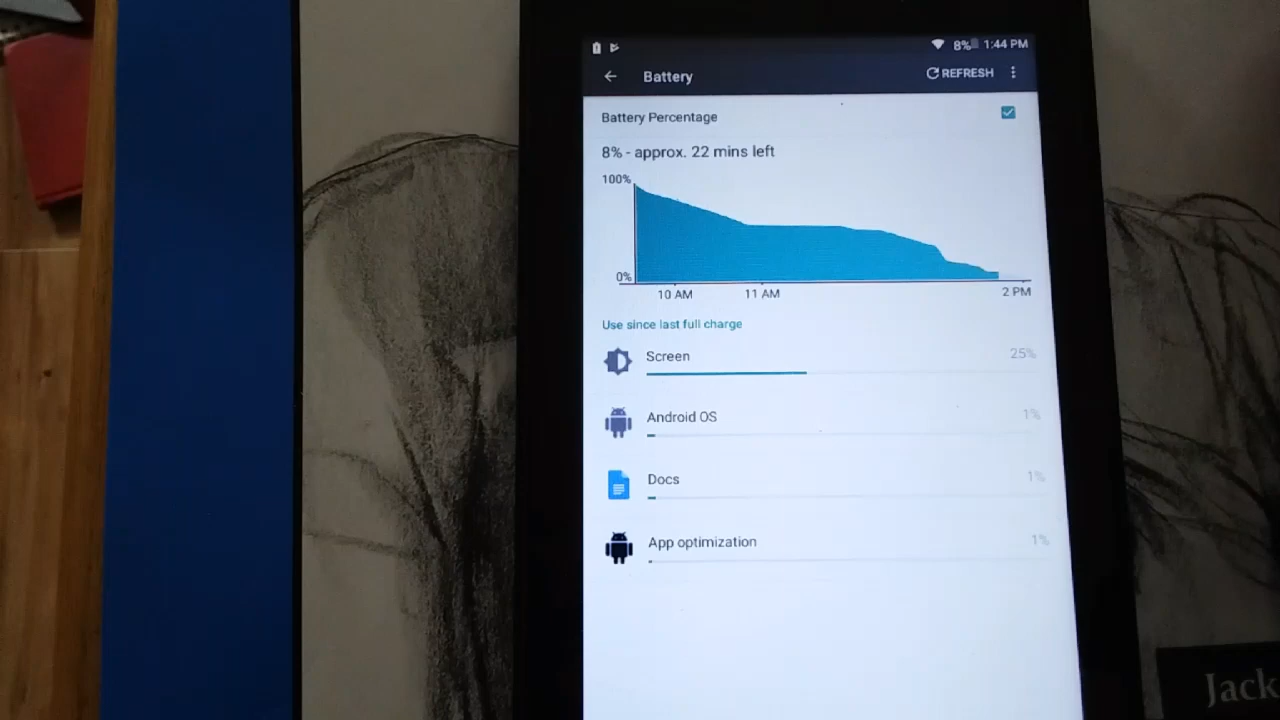 8% 1:44 PM
Battery REFRESH
Battery Percentage
8% - approx. 22 mins left
100%
0%
10 AM 11 AM 2 PM
Use since last full charge
Screen 25%
Android OS 1%
Docs 1%
App optimization 1%
Jack